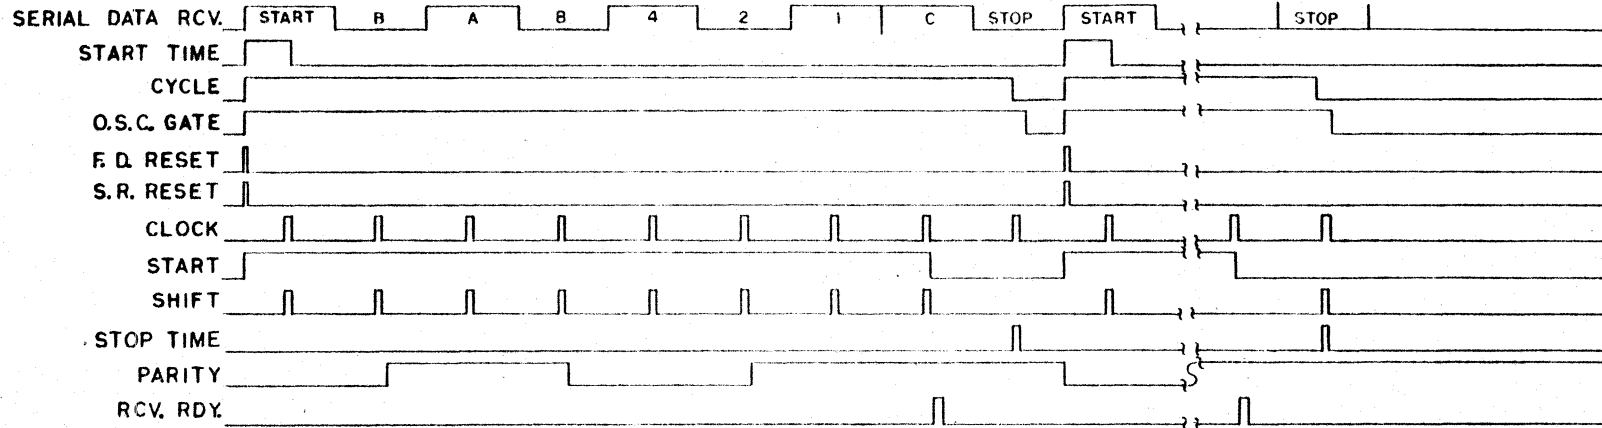 SERIAL DATA RCV. START B A 8 4 2 1 C STOP START STOP
START TIME
CYCLE
O.S.C. GATE
F. D. RESET
S. R. RESET
CLOCK
START
SHIFT
STOP TIME
PARITY
RCV. RDY.